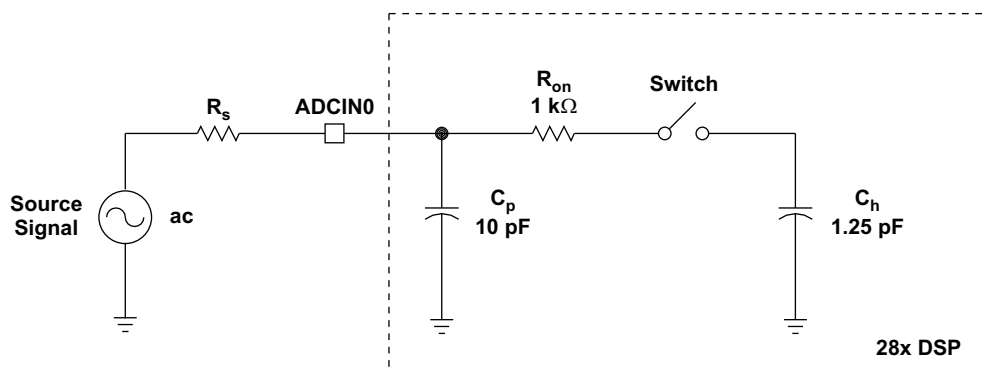 Rs
ADCIN0
Ron
1 kΩ
Switch
Source
Signal
ac
Cp
10 pF
Ch
1.25 pF
28x DSP